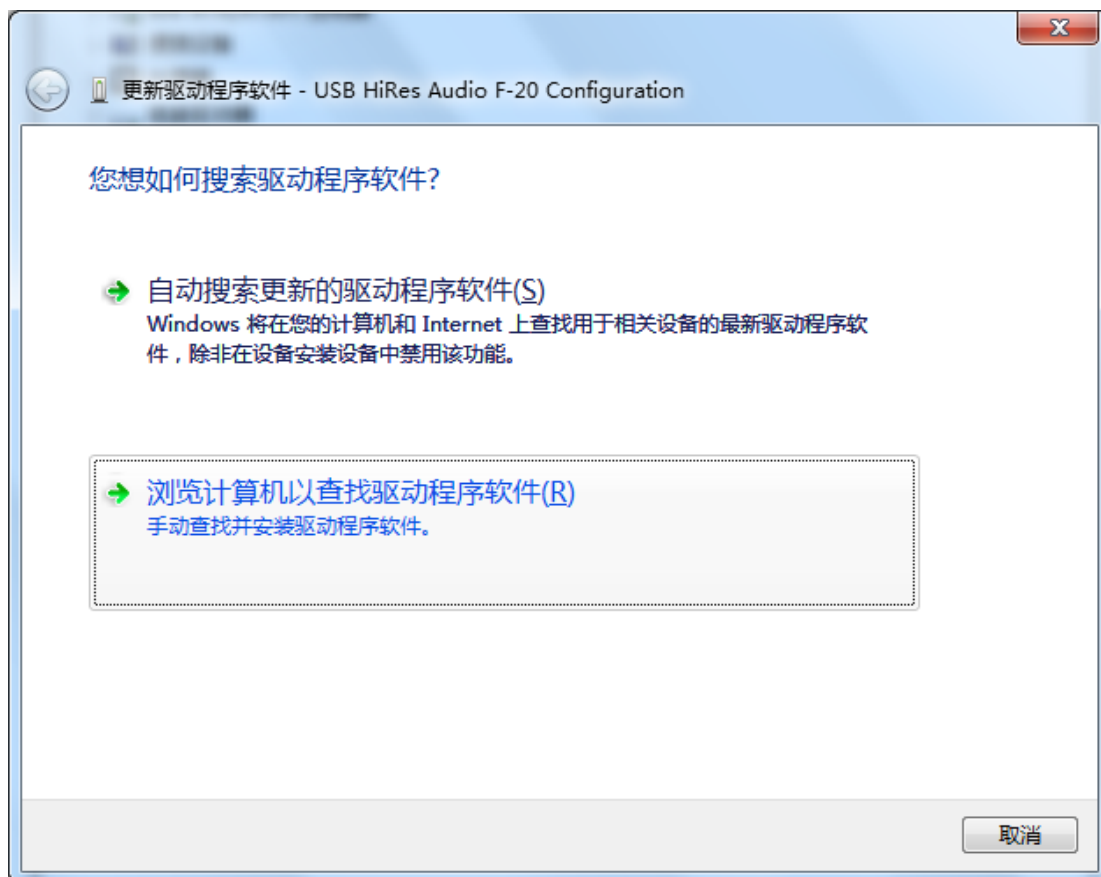 更新驱动程序软件 - USB HiRes Audio F-20 Configuration
您想如何搜索驱动程序软件?
自动搜索更新的驱动程序软件(S)
Windows 将在您的计算机和 Internet 上查找用于相关设备的最新驱动程序软
件，除非在设备安装设备中禁用该功能。
浏览计算机以查找驱动程序软件(R)
手动查找并安装驱动程序软件。
取消